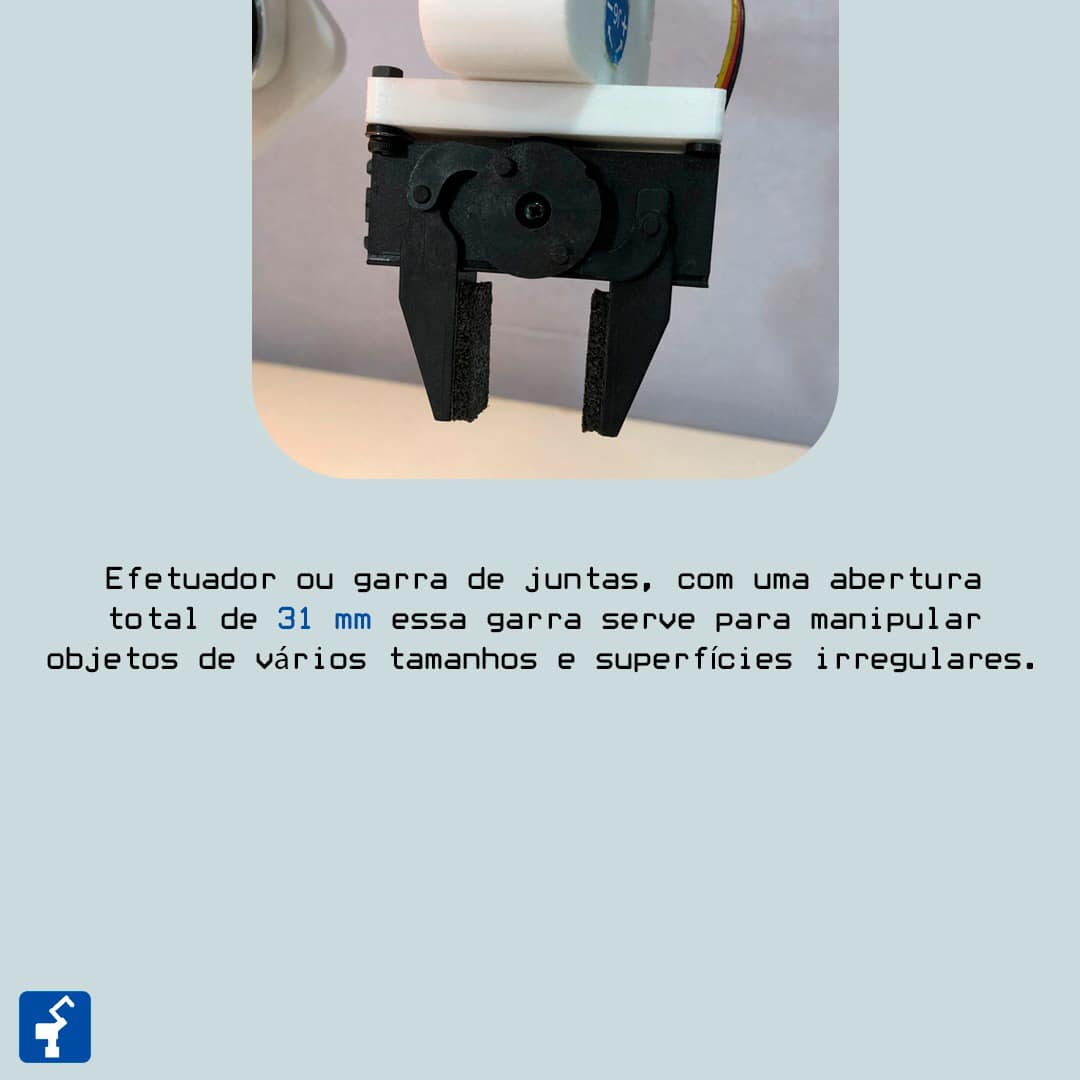 Efetuador ou garra de juntas, com uma abertura
total de 31 mm essa garra serve para manipular
objetos de vários tamanhos e superfícies irregulares.